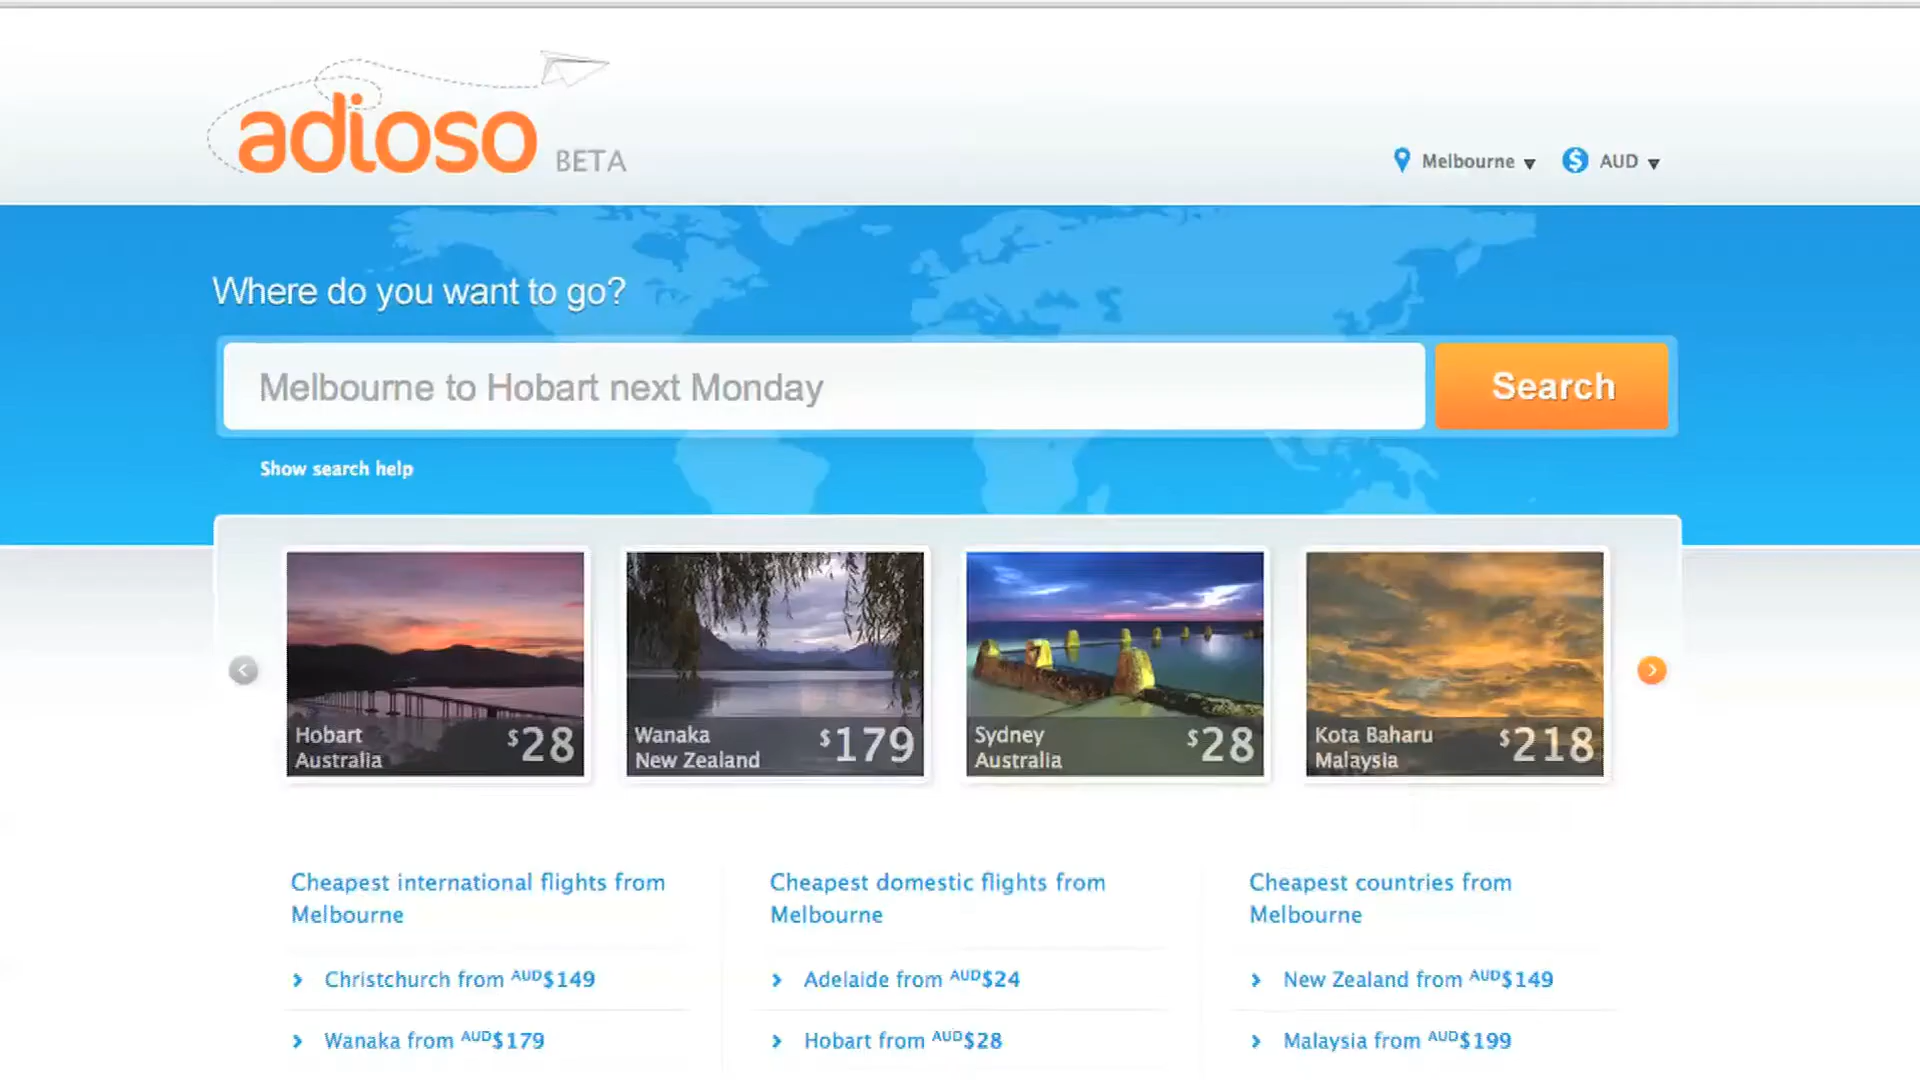 adioso BETA
Melbourne AUD
Where do you want to go?
Melbourne to Hobart next Monday
Search
Show search help
Hobart
Australia
$28
Wanaka
New Zealand
$179
Sydney
Australia
$28
Kota Baharu
Malaysia
$218
Cheapest international flights from
Melbourne
Christchurch from AUD$149
Wanaka from AUD$179
Cheapest domestic flights from
Melbourne
Adelaide from AUD$24
Hobart from AUD$28
Cheapest countries from
Melbourne
New Zealand from AUD$149
Malaysia from AUD$199